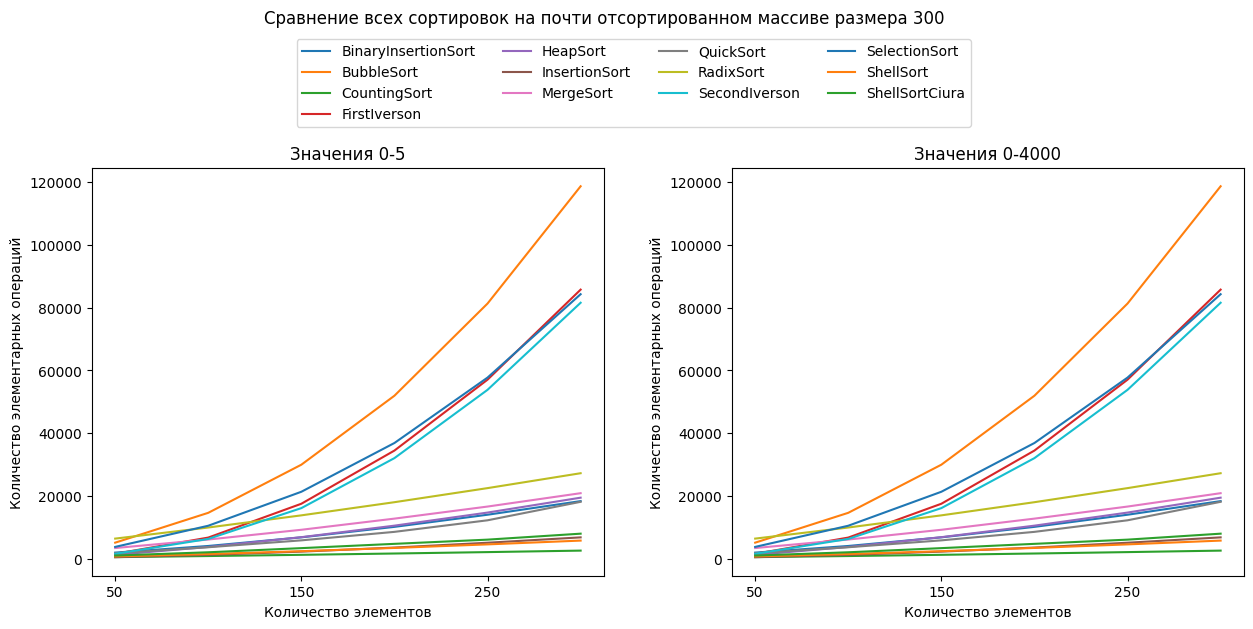 Сравнение всех сортировок на почти отсортированном массиве размера 300
BinaryInsertionSort HeapSort QuickSort SelectionSort
BubbleSort InsertionSort RadixSort ShellSort
CountingSort MergeSort SecondIverson ShellSortCiura
FirstIverson
Значения 0-5
Количество элементарных операций
120000
100000
80000
60000
40000
20000
0
50 150 250
Количество элементов
Значения 0-4000
Количество элементарных операций
120000
100000
80000
60000
40000
20000
0
50 150 250
Количество элементов